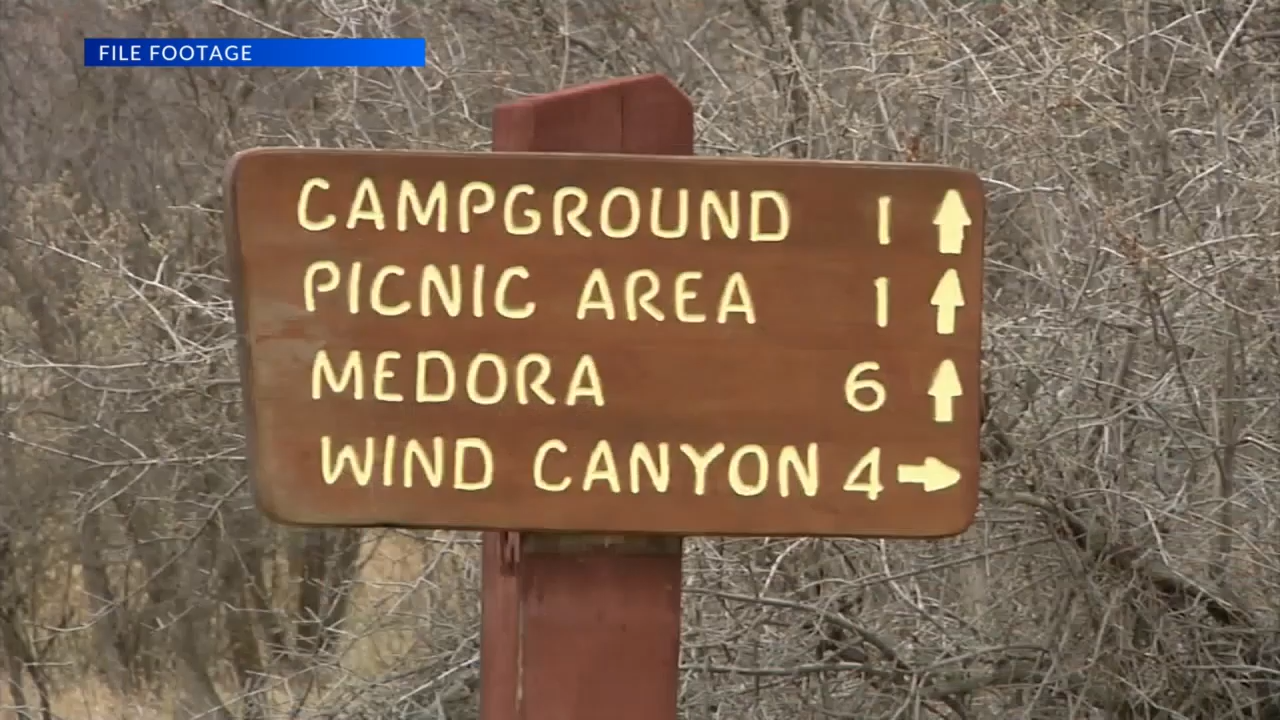 FILE FOOTAGE
CAMPGROUND 1 ↑
PICNIC AREA 1 ↑
MEDORA 6 ↑
WIND CANYON 4 →